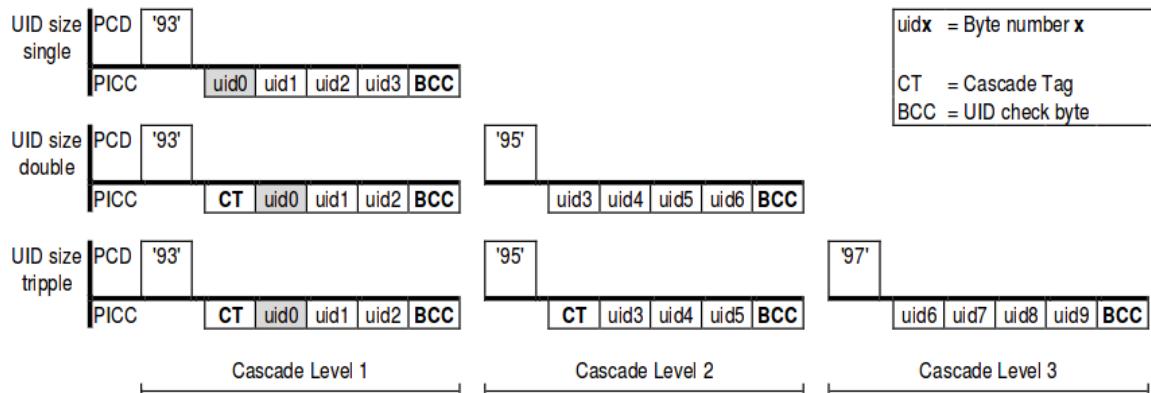 UID size single PCD '93'
PICC uid0 uid1 uid2 uid3 BCC
uidx = Byte number x
CT = Cascade Tag
BCC = UID check byte
UID size double PCD '93' '95'
PICC CT uid0 uid1 uid2 BCC uid3 uid4 uid5 uid6 BCC
UID size tripple PCD '93' '95' '97'
PICC CT uid0 uid1 uid2 BCC CT uid3 uid4 uid5 BCC uid6 uid7 uid8 uid9 BCC
Cascade Level 1 Cascade Level 2 Cascade Level 3